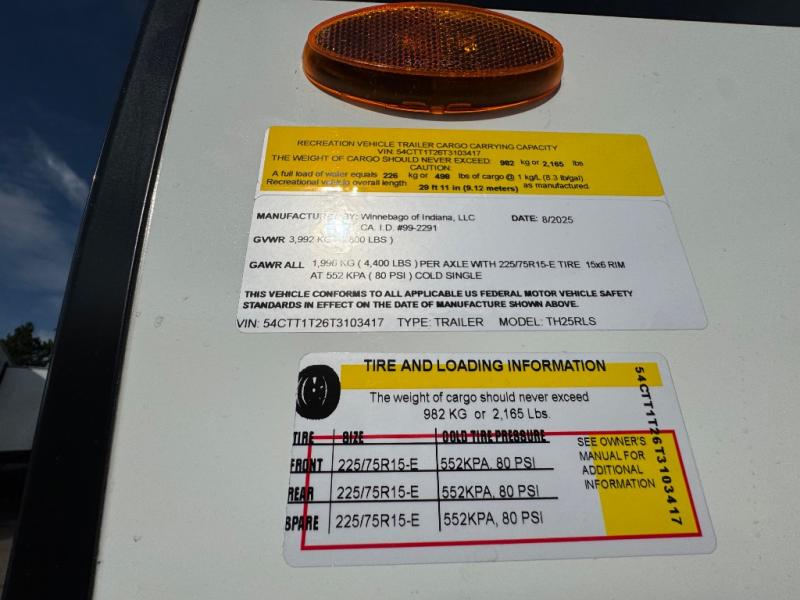 RECREATION VEHICLE TRAILER CARGO CARRYING CAPACITY
VIN: 54CTT1T26T3103417
THE WEIGHT OF CARGO SHOULD NEVER EXCEED: 982 kg or 2,165 lbs
CAUTION:
A full load of water equals 226 kg or 498 lbs of cargo @ 1 kg/L (8.3 lb/gal)
Recreational vehicle overall length 29 ft 11 in (9.12 meters) as manufactured.
MANUFACTURED BY: Winnebago of Indiana, LLC DATE: 8/2025
CA. I.D. #99-2291
GVWR 3,992 KG ( 800 LBS )
GAWR ALL 1,996 KG ( 4,400 LBS ) PER AXLE WITH 225/75R15-E TIRE 15x6 RIM
AT 552 KPA ( 80 PSI ) COLD SINGLE
THIS VEHICLE CONFORMS TO ALL APPLICABLE US FEDERAL MOTOR VEHICLE SAFETY
STANDARDS IN EFFECT ON THE DATE OF MANUFACTURE SHOWN ABOVE.
VIN: 54CTT1T26T3103417 TYPE: TRAILER MODEL: TH25RLS
TIRE AND LOADING INFORMATION
The weight of cargo should never exceed
982 KG or 2,165 Lbs.
TIRE SIZE COLD TIRE PRESSURE
FRONT 225/75R15-E 552KPA, 80 PSI
REAR 225/75R15-E 552KPA, 80 PSI
SPARE 225/75R15-E 552KPA, 80 PSI
SEE OWNER'S
MANUAL FOR
ADDITIONAL
INFORMATION
54CTT1T26T3103417